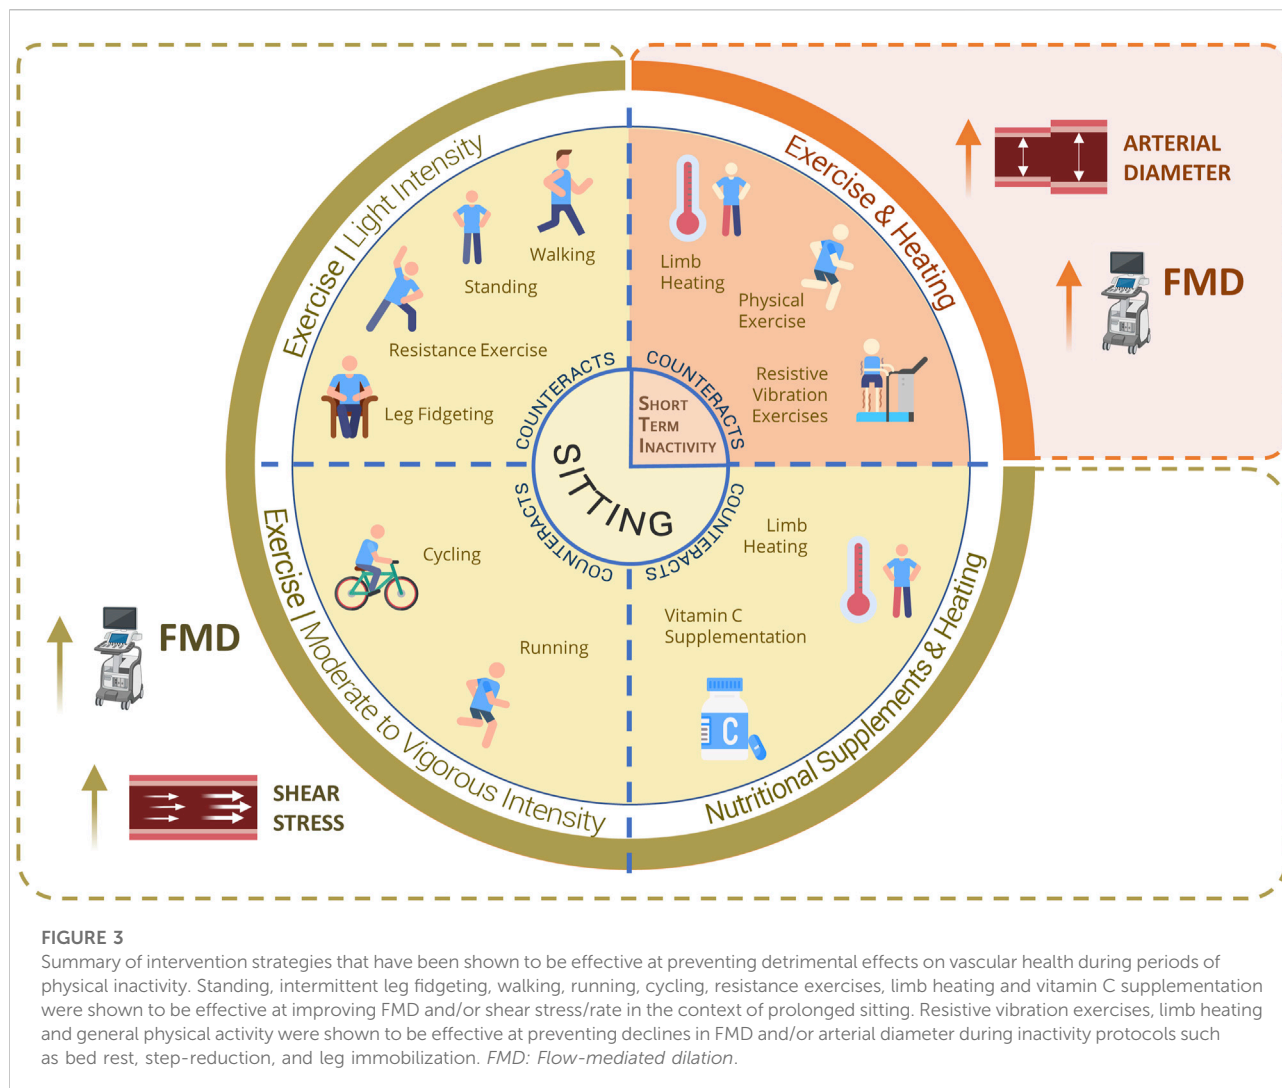 Exercise | Light Intensity
Walking
Standing
Resistance Exercise
Leg Fidgeting
COUNTERACTS
Exercise & Heating
Limb
Heating
Physical
Exercise
Resistive
Vibration
Exercises
COUNTERACTS
ARTERIAL
DIAMETER
FMD
SHORT
TERM
INACTIVITY
SITTING
Exercise | Moderate to Vigorous Intensity
Cycling
Running
COUNTERACTS
FMD
SHEAR
STRESS
Nutritional Supplements & Heating
Limb
Heating
Vitamin C
Supplementation
C
COUNTERACTS
FIGURE 3
Summary of intervention strategies that have been shown to be effective at preventing detrimental effects on vascular health during periods of
physical inactivity. Standing, intermittent leg fidgeting, walking, running, cycling, resistance exercises, limb heating and vitamin C supplementation
were shown to be effective at improving FMD and/or shear stress/rate in the context of prolonged sitting. Resistive vibration exercises, limb heating
and general physical activity were shown to be effective at preventing declines in FMD and/or arterial diameter during inactivity protocols such
as bed rest, step-reduction, and leg immobilization. FMD: Flow-mediated dilation.